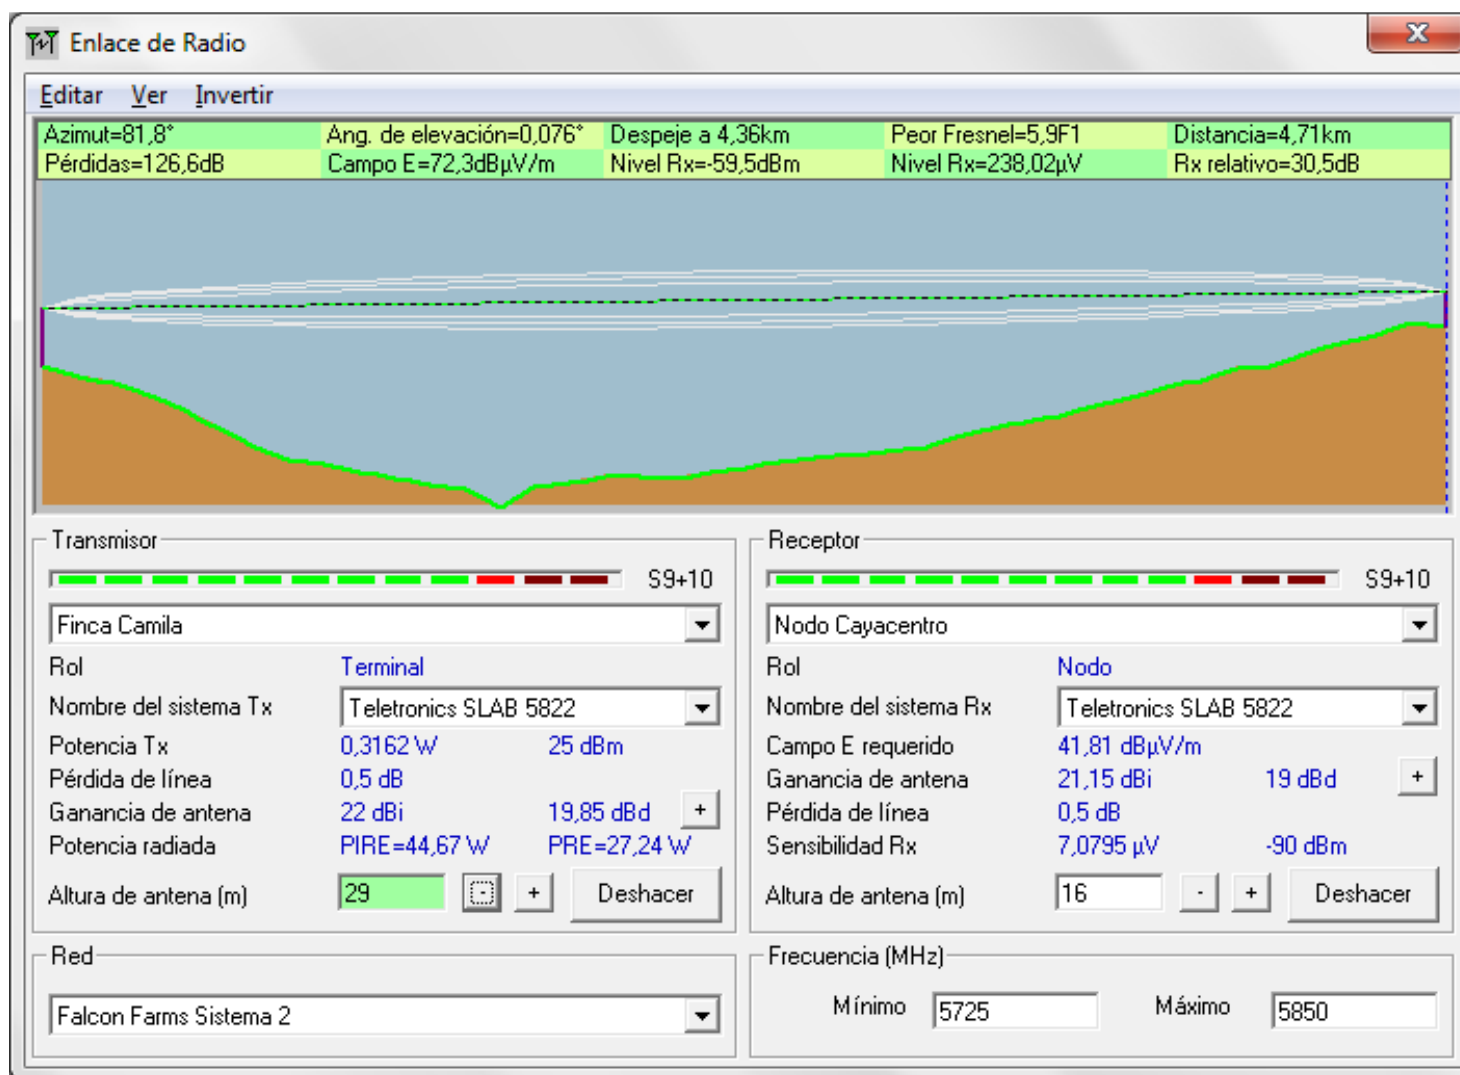 Enlace de Radio
Editar Ver Invertir
Azimut=81,8° Ang. de elevación=0,076° Despeje a 4,36km Peor Fresnel=5,9F1 Distancia=4,71km
Pérdidas=126,6dB Campo E=72,3dBµV/m Nivel Rx=-59,5dBm Nivel Rx=238,02µV Rx relativo=30,5dB
Transmisor
S9+10
Finca Camila
Rol Terminal
Nombre del sistema Tx Teletronics SLAB 5822
Potencia Tx 0,3162 W 25 dBm
Pérdida de línea 0,5 dB
Ganancia de antena 22 dBi 19,85 dBd +
Potencia radiada PIRE=44,67 W PRE=27,24 W
Altura de antena (m) 29 - + Deshacer
Receptor
S9+10
Nodo Cayacentro
Rol Nodo
Nombre del sistema Rx Teletronics SLAB 5822
Campo E requerido 41,81 dBµV/m
Ganancia de antena 21,15 dBi 19 dBd +
Pérdida de línea 0,5 dB
Sensibilidad Rx 7,0795 µV -90 dBm
Altura de antena (m) 16 - + Deshacer
Red
Falcon Farms Sistema 2
Frecuencia (MHz)
Mínimo 5725 Máximo 5850